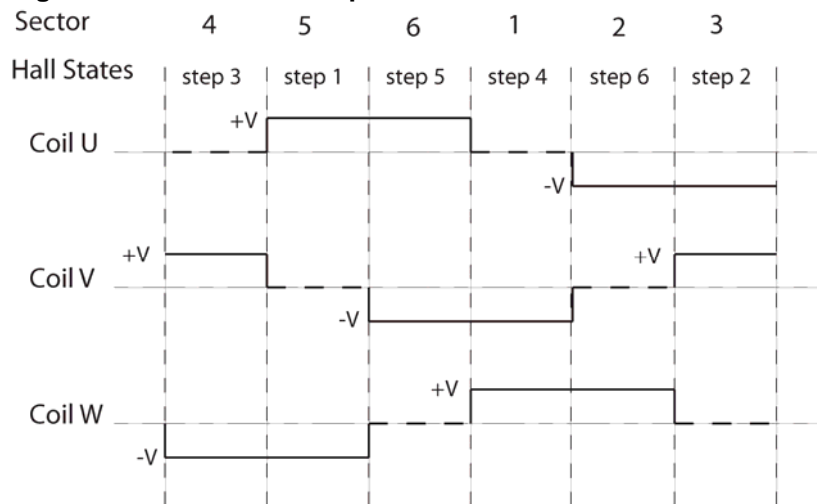 Sector 4 5 6 1 2 3
Hall States step 3 step 1 step 5 step 4 step 6 step 2
+V
Coil U
-V
+V +V
Coil V
-V
+V
Coil W
-V